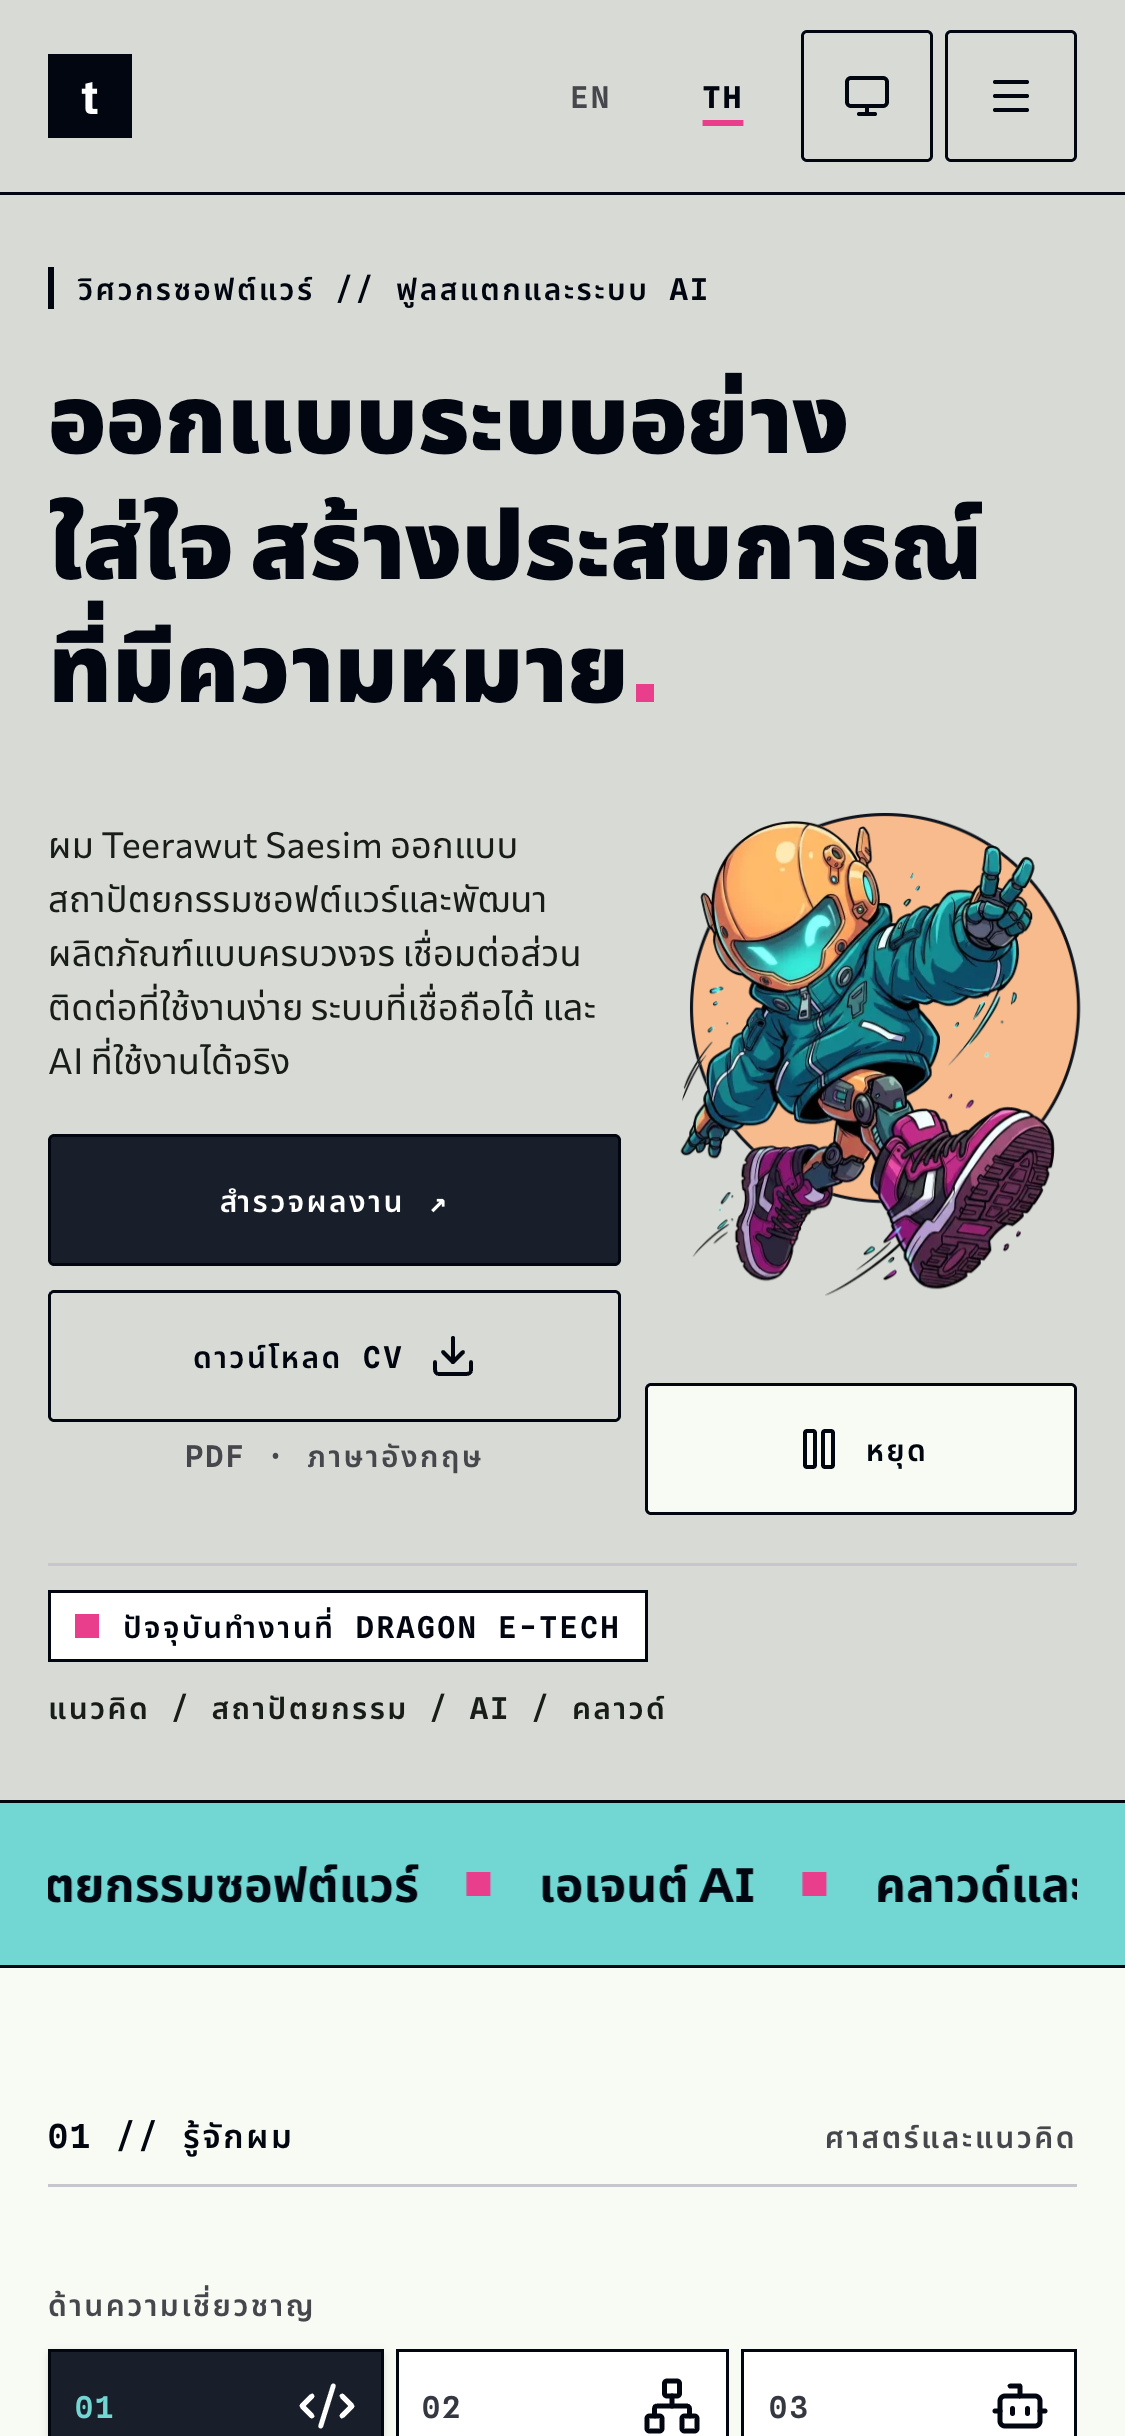 t
EN TH
วิศวกรซอฟต์แวร์ // ฟูลสแตกและระบบ AI
ออกแบบระบบอย่าง
ใส่ใจ สร้างประสบการณ์
ที่มีความหมาย.
ผม Teerawut Saesim ออกแบบ
สถาปัตยกรรมซอฟต์แวร์และพัฒนา
ผลิตภัณฑ์แบบครบวงจร เชื่อมต่อส่วน
ติดต่อที่ใช้งานง่าย ระบบที่เชื่อถือได้ และ
AI ที่ใช้งานได้จริง
สำรวจผลงาน ↗
ดาวน์โหลด CV
PDF · ภาษาอังกฤษ
หยุด
ปัจจุบันทำงานที่ DRAGON E-TECH
แนวคิด / สถาปัตยกรรม / AI / คลาวด์
ตยกรรมซอฟต์แวร์ ■ เอเจนต์ AI ■ คลาวด์และ
01 // รู้จักผม
ศาสตร์และแนวคิด
ด้านความเชี่ยวชาญ
01
02
03